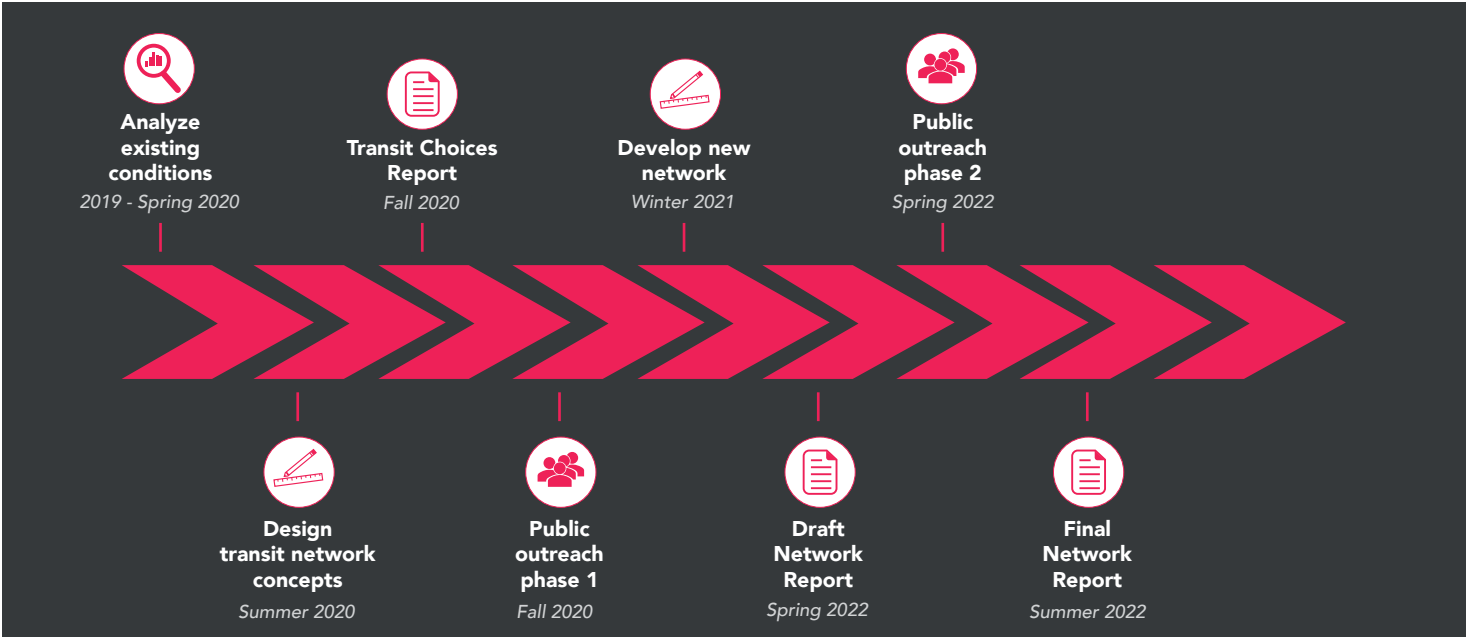 Analyze
existing
conditions
2019 - Spring 2020
Transit Choices
Report
Fall 2020
Develop new
network
Winter 2021
Public
outreach
phase 2
Spring 2022
Design
transit network
concepts
Summer 2020
Public
outreach
phase 1
Fall 2020
Draft
Network
Report
Spring 2022
Final
Network
Report
Summer 2022